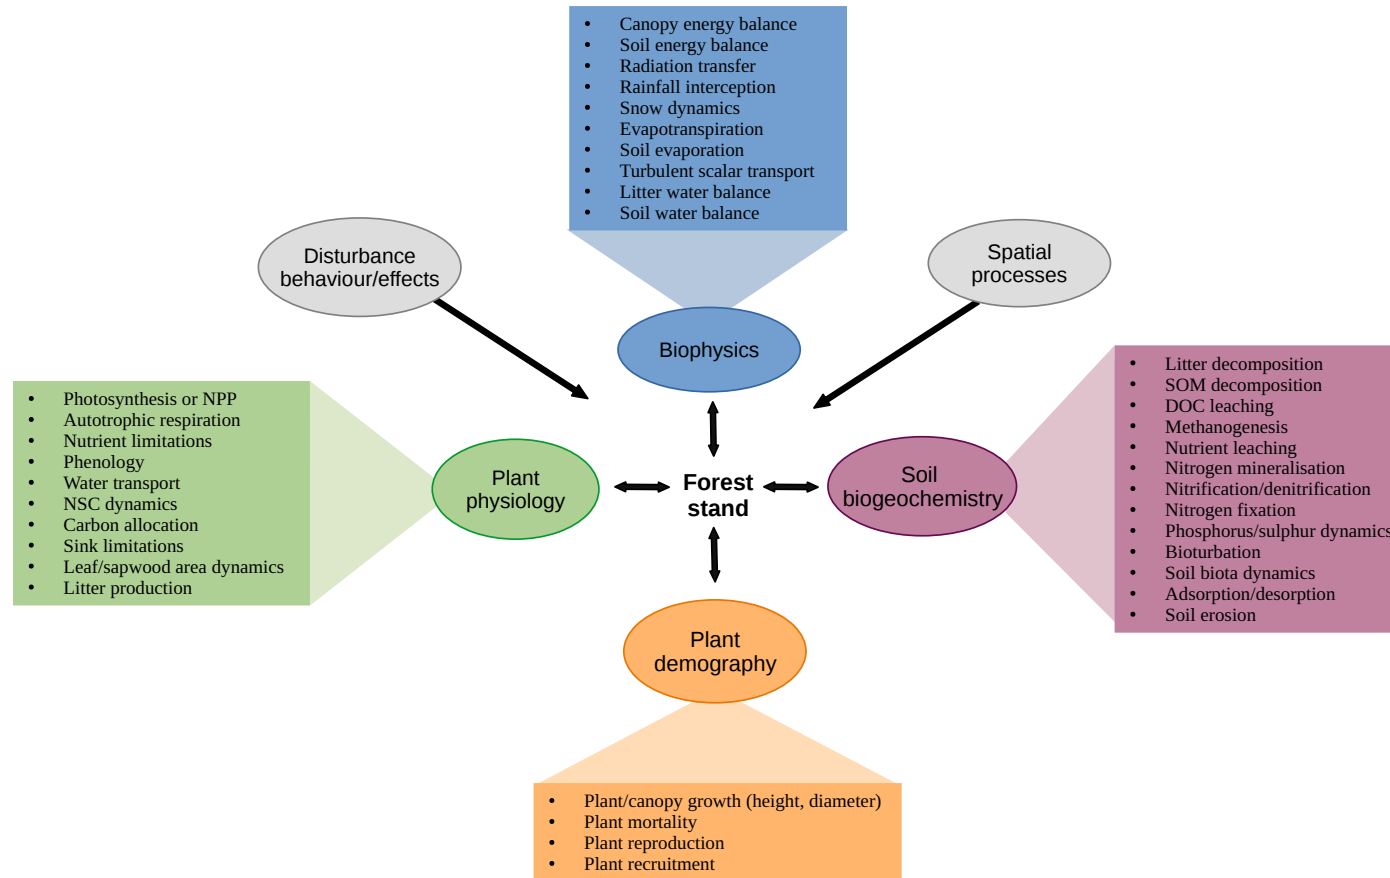 • Canopy energy balance
• Soil energy balance
• Radiation transfer
• Rainfall interception
• Snow dynamics
• Evapotranspiration
• Soil evaporation
• Turbulent scalar transport
• Litter water balance
• Soil water balance
Disturbance
behaviour/effects
Spatial
processes
Biophysics
• Photosynthesis or NPP
• Autotrophic respiration
• Nutrient limitations
• Phenology
• Water transport
• NSC dynamics
• Carbon allocation
• Sink limitations
• Leaf/sapwood area dynamics
• Litter production
Plant
physiology
Forest
stand
Soil
biogeochemistry
• Litter decomposition
• SOM decomposition
• DOC leaching
• Methanogenesis
• Nutrient leaching
• Nitrogen mineralisation
• Nitrification/denitrification
• Nitrogen fixation
• Phosphorus/sulphur dynamics
• Bioturbation
• Soil biota dynamics
• Adsorption/desorption
• Soil erosion
Plant
demography
• Plant/canopy growth (height, diameter)
• Plant mortality
• Plant reproduction
• Plant recruitment